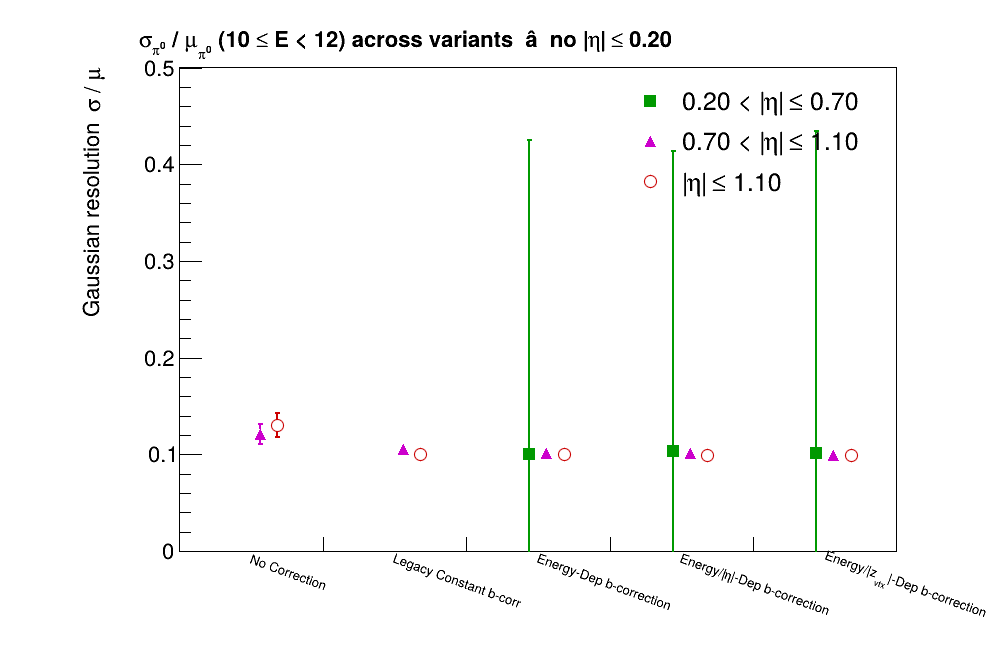 σπ⁰ / μπ⁰ (10 ≤ E < 12) across variants â no |η| ≤ 0.20
Gaussian resolution σ / μ
0.5
0.4
0.3
0.2
0.1
0
0.20 < |η| ≤ 0.70
0.70 < |η| ≤ 1.10
|η| ≤ 1.10
No Correction
Legacy Constant b-corr
Energy-Dep b-correction
Energy/|η|-Dep b-correction
Energy/|z_vtx|-Dep b-correction